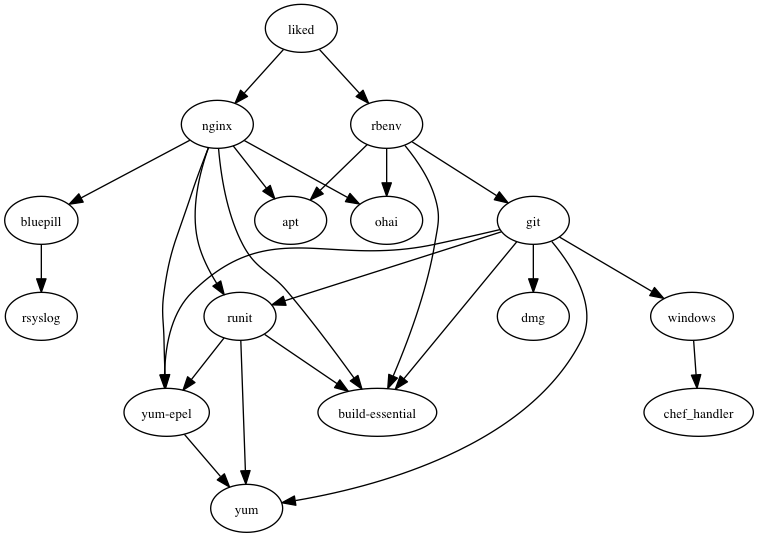 liked
nginx
rbenv
bluepill
apt
ohai
git
rsyslog
runit
dmg
windows
yum-epel
build-essential
chef_handler
yum